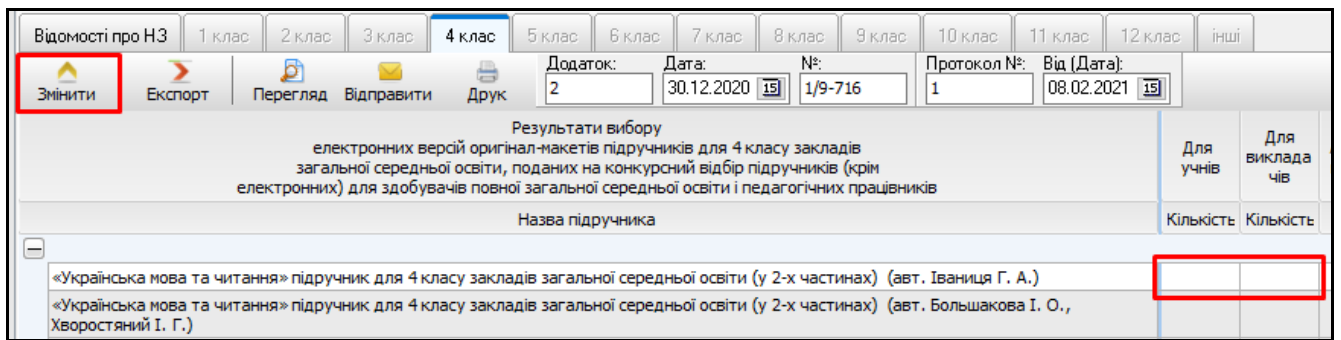 Відомості про НЗ 1 клас 2 клас 3 клас 4 клас 5 клас 6 клас 7 клас 8 клас 9 клас 10 клас 11 клас 12 клас інші
Додаток: Дата: №: Протокол №: Від (Дата):
Змінити Експорт Перегляд Відправити Друк 2 30.12.2020 15 1/9-716 1 08.02.2021 15
Результати вибору
електронних версій оригінал-макетів підручників для 4 класу закладів
загальної середньої освіти, поданих на конкурсний відбір підручників (крім
електронних) для здобувачів повної загальної середньої освіти і педагогічних працівників
Для
учнів
Для
виклада
чів
Назва підручника Кількість Кількість
«Українська мова та читання» підручник для 4 класу закладів загальної середньої освіти (у 2-х частинах) (авт. Іваниця Г. А.)
«Українська мова та читання» підручник для 4 класу закладів загальної середньої освіти (у 2-х частинах) (авт. Большакова І. О.,
Хворостяний І. Г.)